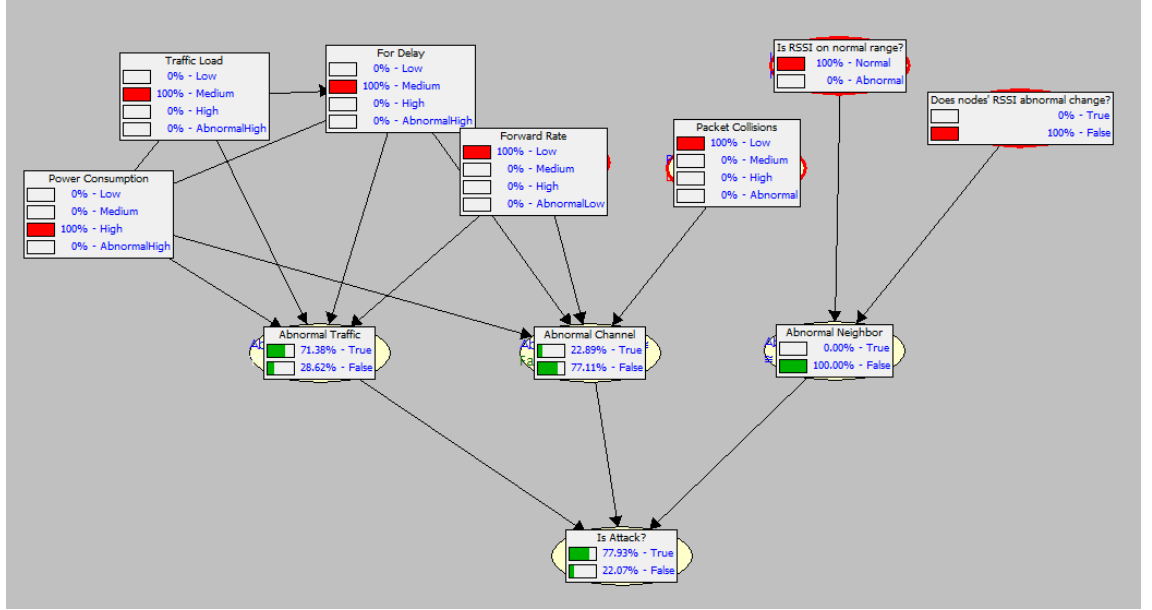 Traffic Load
0% - Low
100% - Medium
0% - High
0% - AbnormalHigh
For Delay
0% - Low
100% - Medium
0% - High
0% - AbnormalHigh
Is RSSI on normal range?
100% - Normal
0% - Abnormal
Does nodes' RSSI abnormal change?
0% - True
100% - False
Forward Rate
100% - Low
0% - Medium
0% - High
0% - AbnormalLow
Packet Collisions
100% - Low
0% - Medium
0% - High
0% - Abnormal
Power Consumption
0% - Low
0% - Medium
100% - High
0% - AbnormalHigh
Abnormal Traffic
71.38% - True
28.62% - False
Abnormal Channel
22.89% - True
77.11% - False
Abnormal Neighbor
0.00% - True
100.00% - False
Is Attack?
77.93% - True
22.07% - False